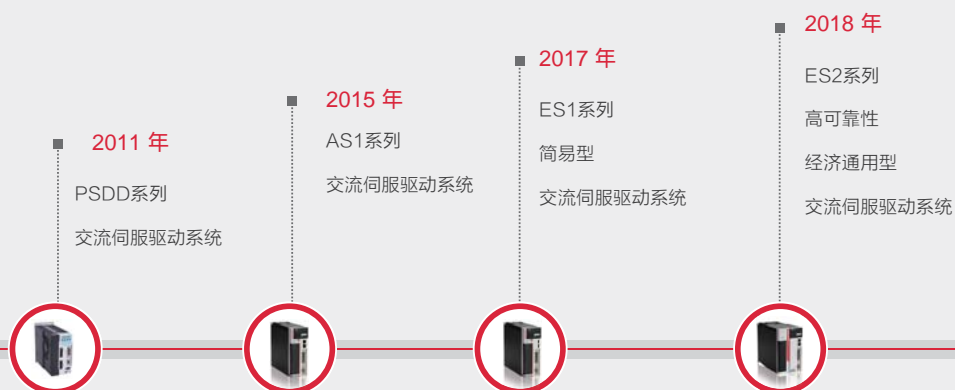 2011 年
PSDD系列
交流伺服驱动系统
2015 年
AS1系列
交流伺服驱动系统
2017 年
ES1系列
简易型
交流伺服驱动系统
2018 年
ES2系列
高可靠性
经济通用型
交流伺服驱动系统